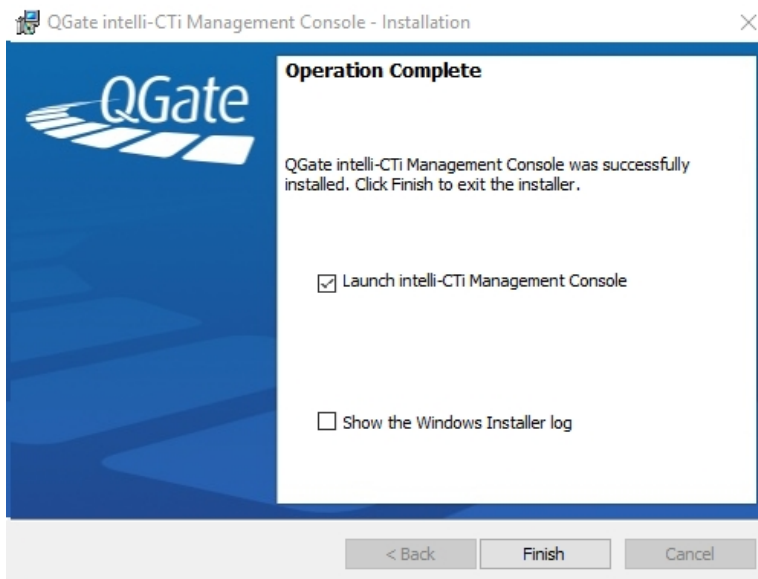 QGate intelli-CTi Management Console - Installation
QGate
Operation Complete
QGate intelli-CTi Management Console was successfully
installed. Click Finish to exit the installer.
Launch intelli-CTi Management Console
Show the Windows Installer log
< Back
Finish
Cancel